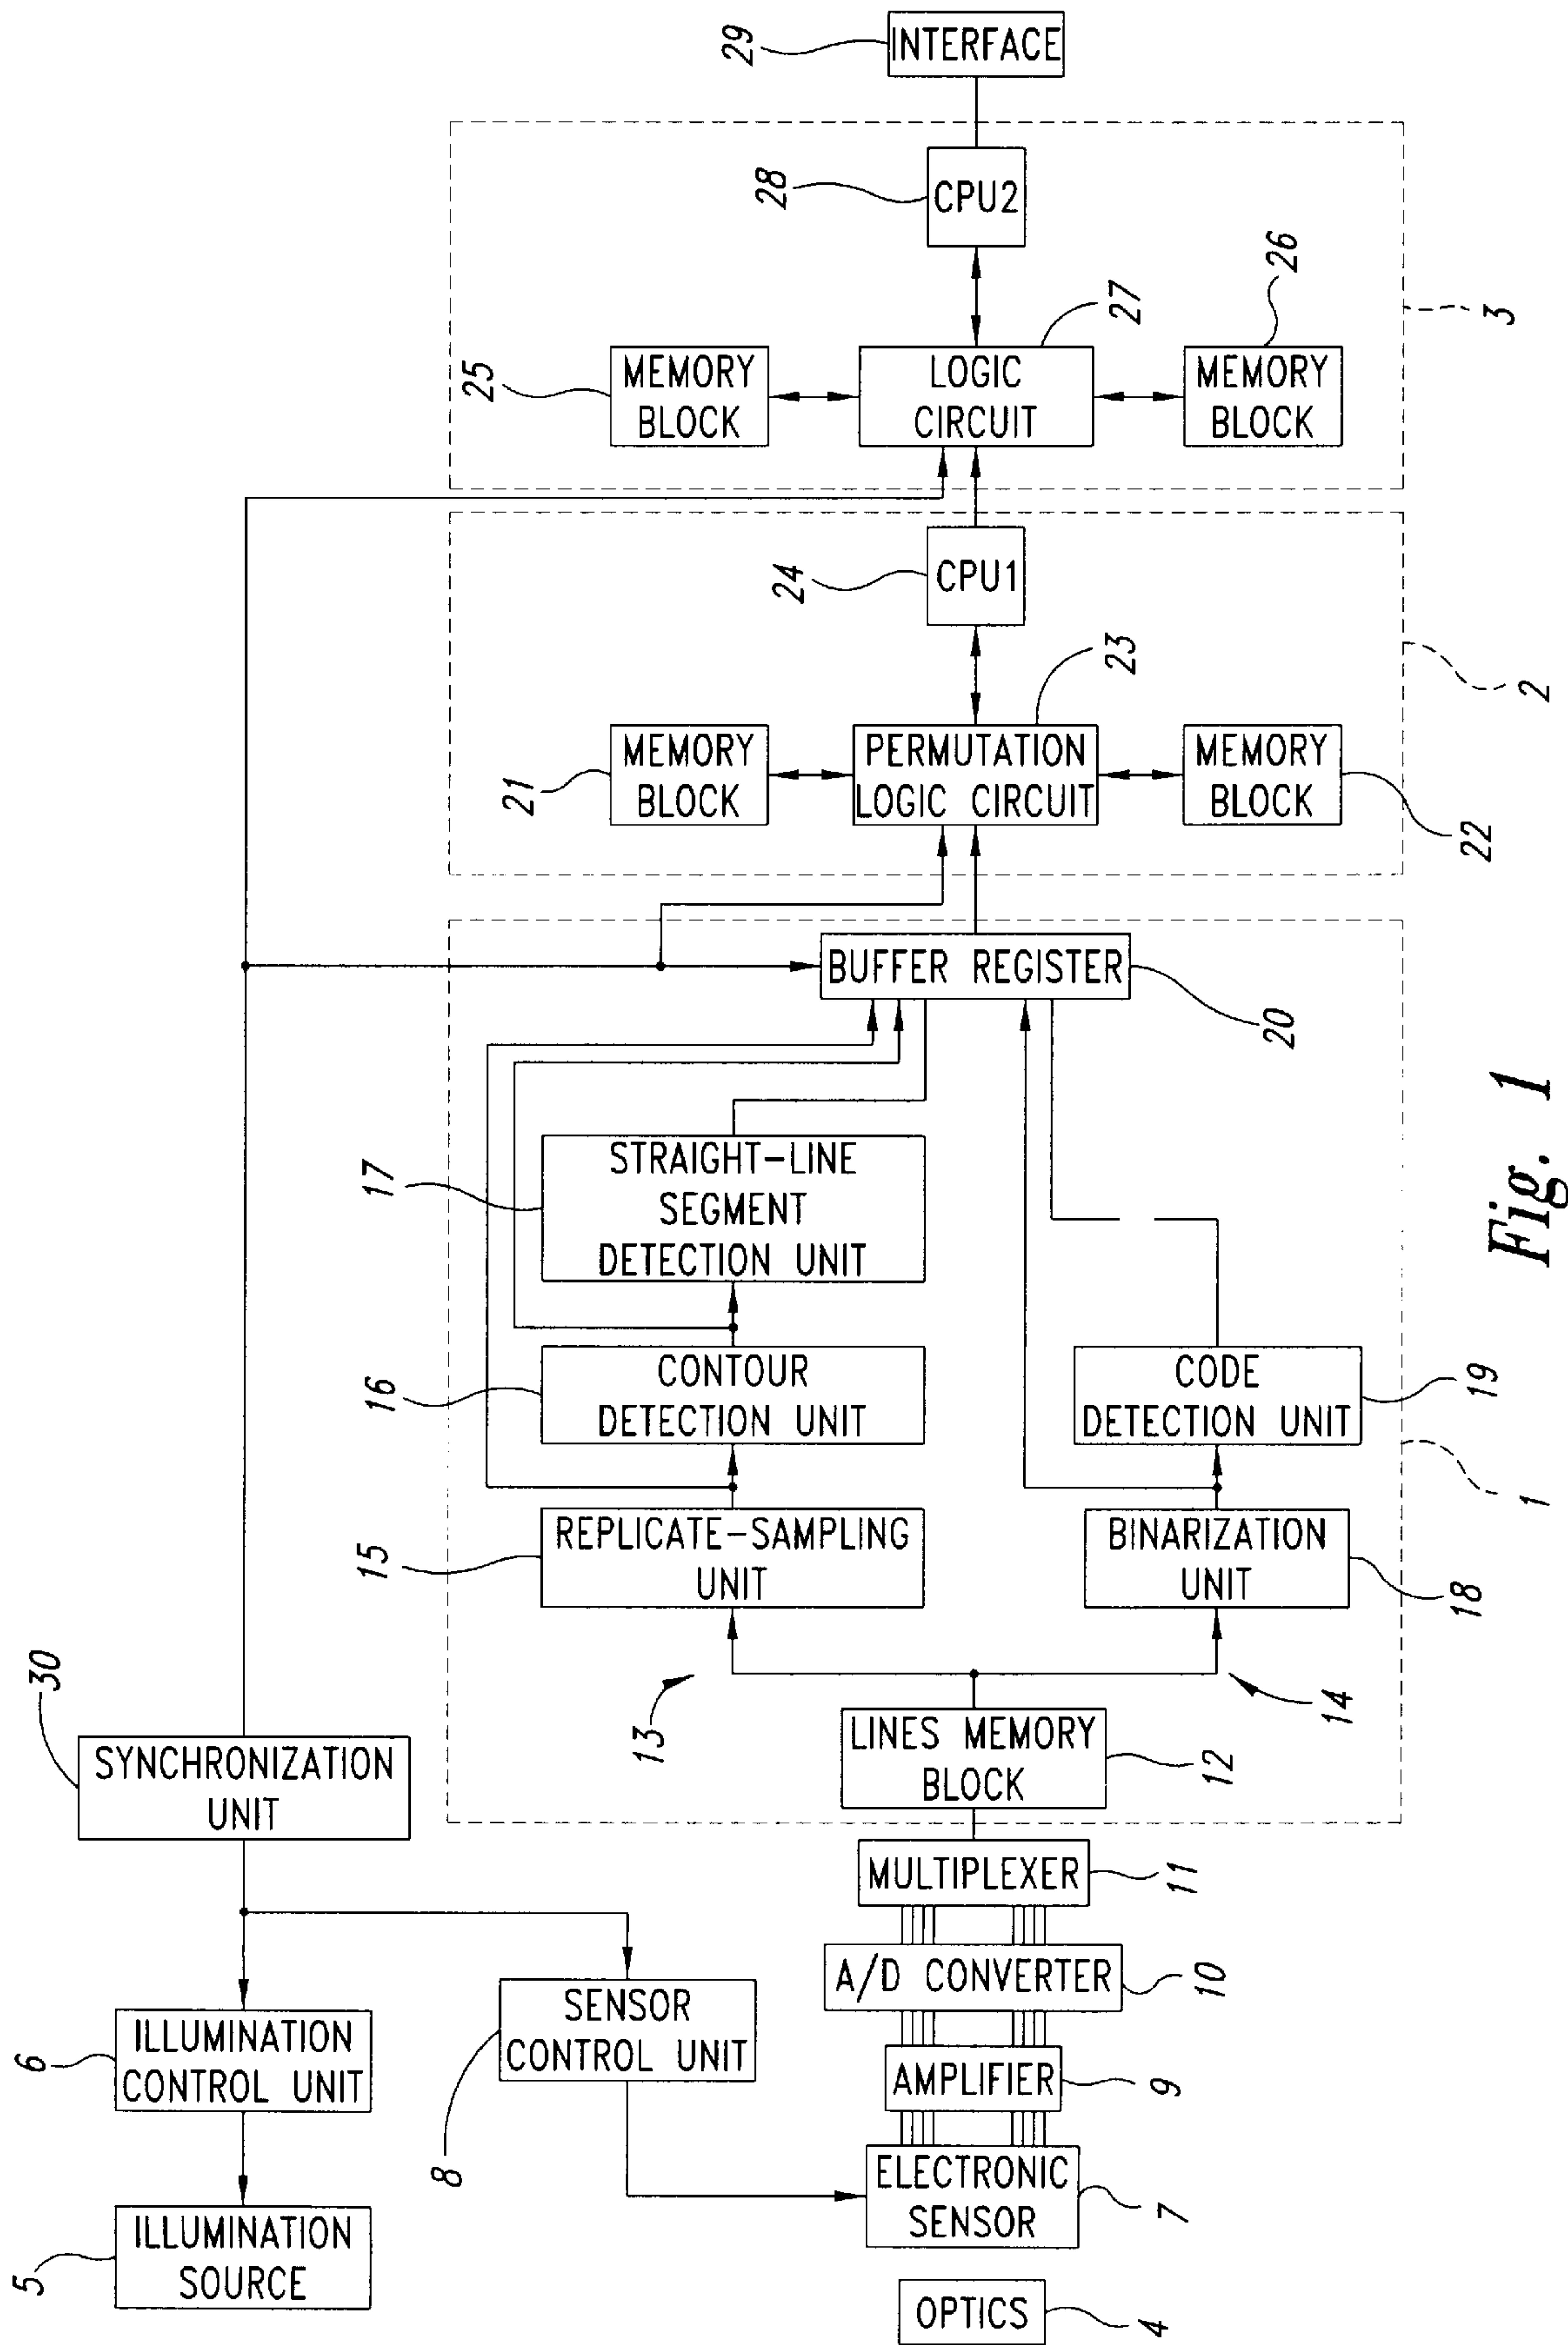 29
INTERFACE
28
CPU2
26
25
MEMORY
BLOCK
LOGIC
CIRCUIT
27
MEMORY
BLOCK
3
24
CPU1
23
21
MEMORY
BLOCK
PERMUTATION
LOGIC CIRCUIT
MEMORY
BLOCK
22
2
BUFFER REGISTER
20
17
STRAIGHT-LINE
SEGMENT
DETECTION UNIT
16
CONTOUR
DETECTION UNIT
CODE
DETECTION UNIT
19
15
REPLICATE-SAMPLING
UNIT
BINARIZATION
UNIT
18
1
13
14
LINES MEMORY
BLOCK
12
30
SYNCHRONIZATION
UNIT
MULTIPLEXER
11
A/D CONVERTER
10
6
ILLUMINATION
CONTROL UNIT
8
SENSOR
CONTROL UNIT
AMPLIFIER
9
5
ILLUMINATION
SOURCE
ELECTRONIC
SENSOR
7
OPTICS
4
Fig. 1